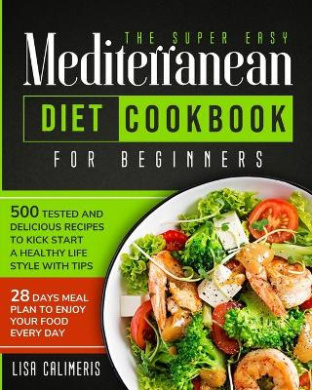 THE SUPER EASY
Mediterranean
DIET COOKBOOK
FOR BEGINNERS
500 TESTED AND
DELICIOUS RECIPES
TO KICK START
A HEALTHY LIFE
STYLE WITH TIPS
28 DAYS MEAL
PLAN TO ENJOY
YOUR FOOD
EVERY DAY
LISA CALIMERIS